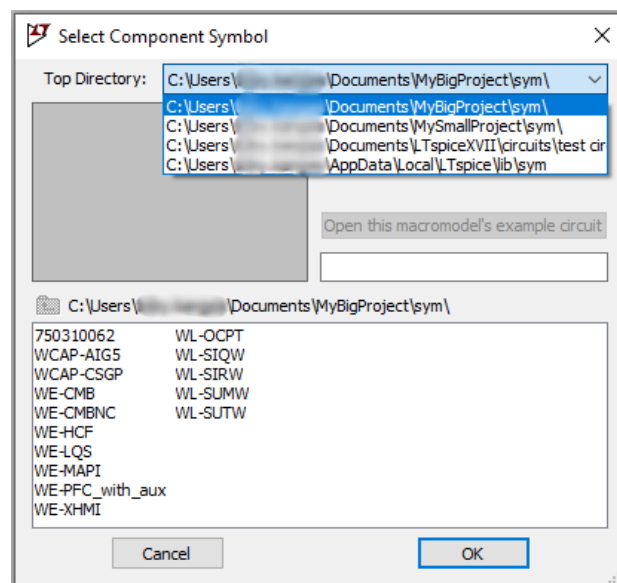 Select Component Symbol
Top Directory: C:\Users\ \Documents\MyBigProject\sym\
C:\Users\ \Documents\MyBigProject\sym\
C:\Users\ \Documents\MySmallProject\sym\
C:\Users\ \Documents\LTspiceXVII\circuits\test cir
C:\Users\ \AppData\Local\LTspice\lib\sym
Open this macromodel's example circuit
C:\Users\ \Documents\MyBigProject\sym\
750310062 WL-OCPT
WCAP-AIG5 WL-SIQW
WCAP-CSGP WL-SIRW
WE-CMB WL-SUMW
WE-CMBNC WL-SUTW
WE-HCF
WE-LQS
WE-MAPI
WE-PFC_with_aux
WE-XHMI
Cancel OK